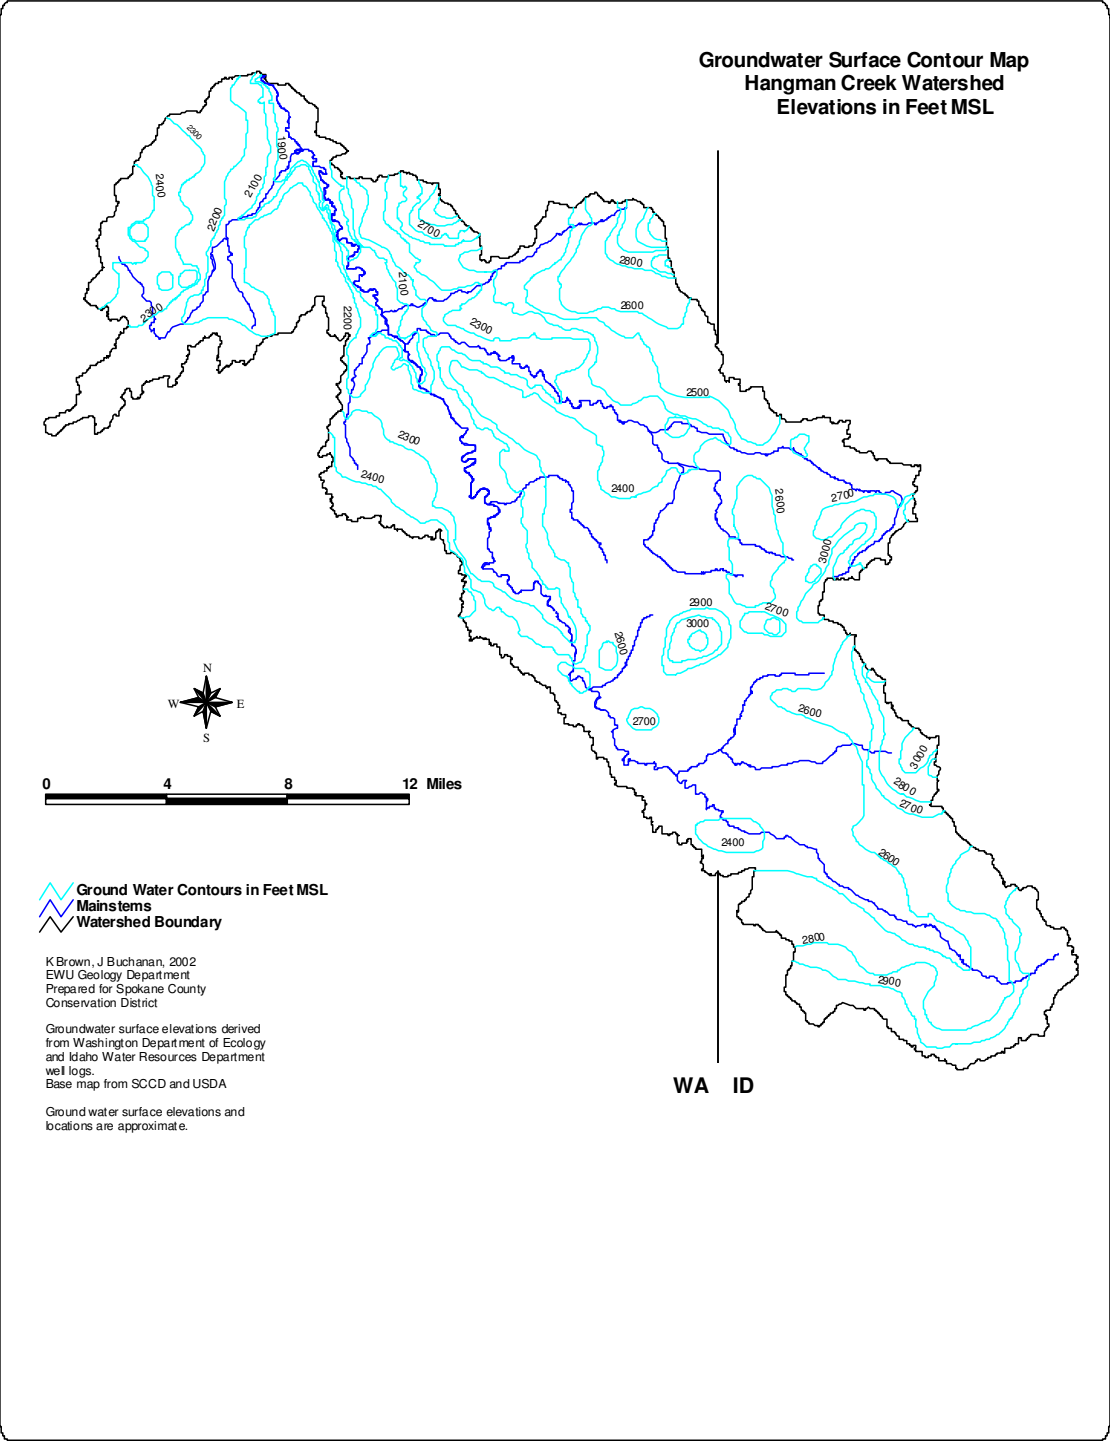 Groundwater Surface Contour Map
Hangman Creek Watershed
Elevations in Feet MSL
2300
1900
2400
2100
2200
2700
2800
2100
2300
2600
2200
2300
2500
2300
2400
2400
2600
2700
3000
2900
2700
3000
2600
2600
2700
3000
2800
2700
2400
2600
2800
2900
N
W
E
S
0 4 8 12 Miles
Ground Water Contours in Feet MSL
Mainstems
Watershed Boundary
K Brown, J Buchanan, 2002
EWU Geology Department
Prepared for Spokane County
Conservation District
Groundwater surface elevations derived
from Washington Department of Ecology
and Idaho Water Resources Department
well logs.
Base map from SCCD and USDA
Ground water surface elevations and
locations are approximate.
WA ID